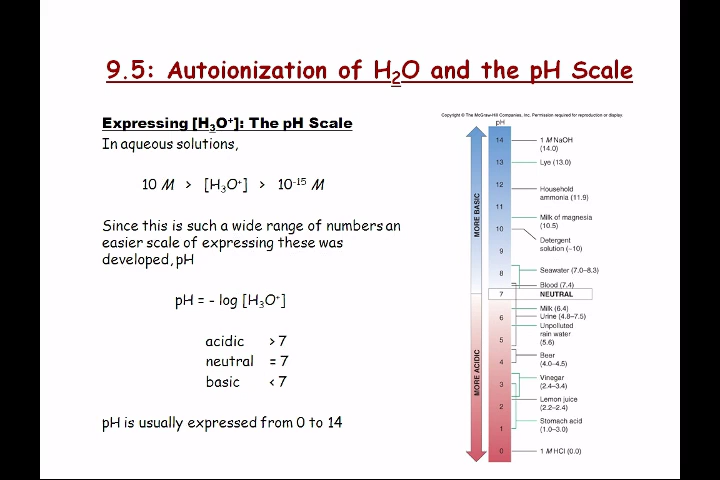 9.5: Autoionization of H₂O and the pH Scale
Expressing [H₃O⁺]: The pH Scale
In aqueous solutions,
10 M > [H₃O⁺] > 10⁻¹⁵ M
Since this is such a wide range of numbers an
easier scale of expressing these was
developed, pH
pH = - log [H₃O⁺]
acidic > 7
neutral = 7
basic < 7
pH is usually expressed from 0 to 14
Copyright © The McGraw-Hill Companies, Inc. Permission required for reproduction or display.
pH
MORE BASIC
MORE ACIDIC
14
13
12
11
10
9
8
7
6
5
4
3
2
1
0
1 M NaOH
(14.0)
Lye (13.0)
Household
ammonia (11.9)
Milk of magnesia
(10.5)
Detergent
solution (~10)
Seawater (7.0–8.3)
Blood (7.4)
NEUTRAL
Milk (6.4)
Urine (4.8–7.5)
Unpolluted
rain water
(5.6)
Beer
(4.0–4.5)
Vinegar
(2.4–3.4)
Lemon juice
(2.2–2.4)
Stomach acid
(1.0–3.0)
1 M HCl (0.0)